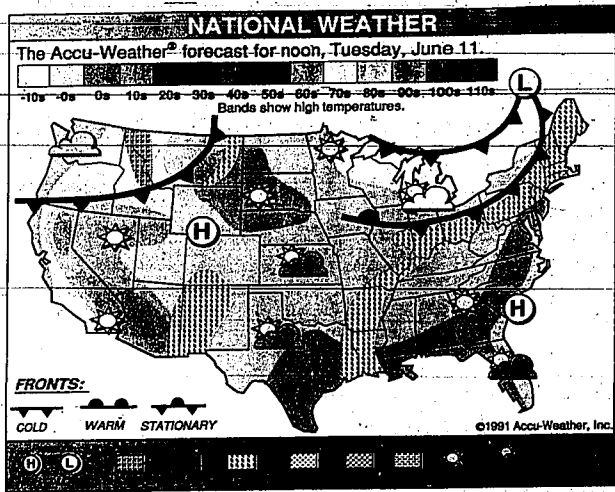 NATIONAL WEATHER
The Accu-Weather® forecast for noon, Tuesday, June 11.
-10s -0s 0s 10s 20s 30s 40s 50s 60s 70s 80s 90s 100s 110s
Bands show high temperatures.
L
H
H
FRONTS:
COLD WARM STATIONARY
©1991 Accu-Weather, Inc.
H L